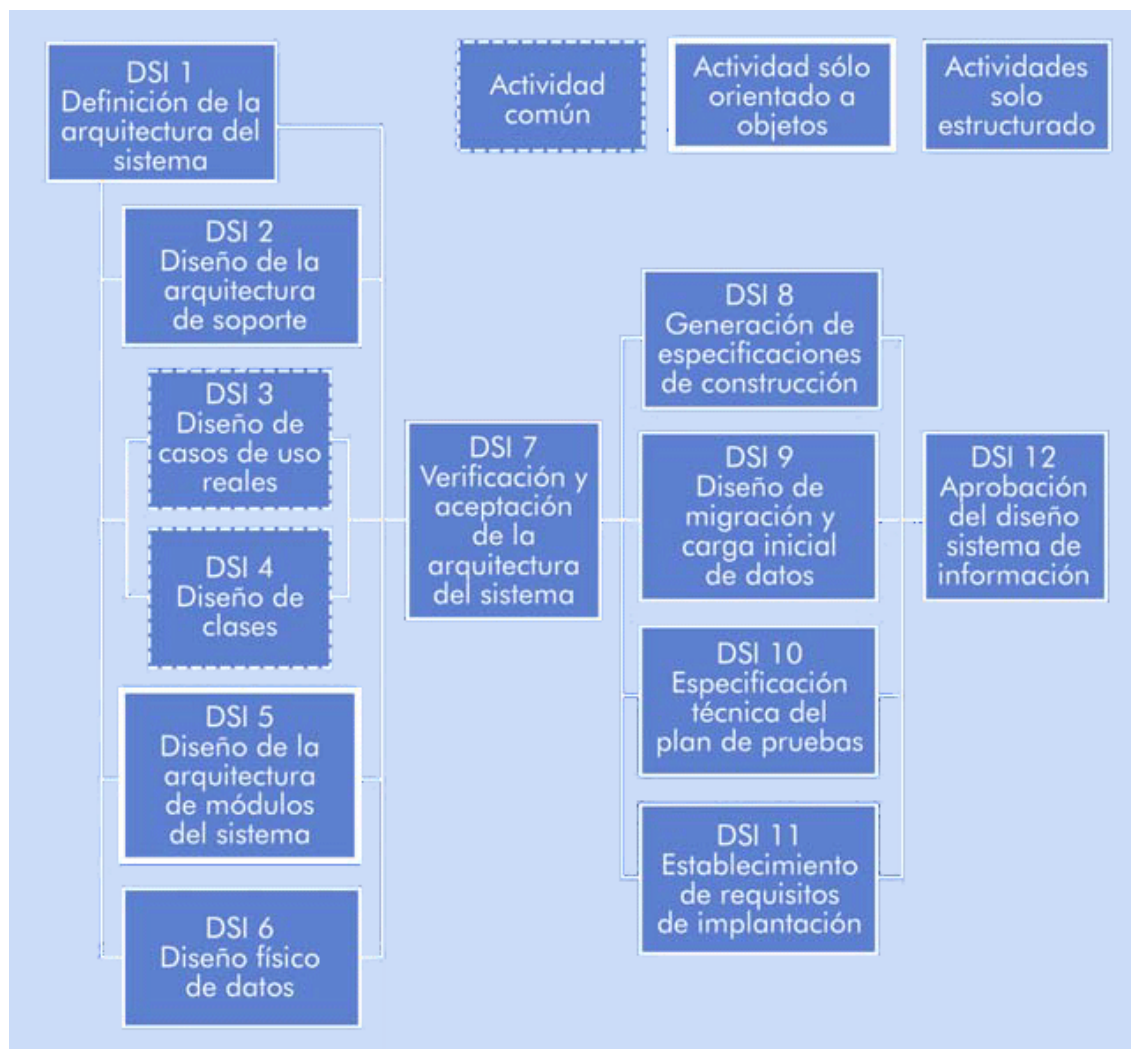 DSI 1
Definición de la
arquitectura del
sistema
Actividad
común
Actividad sólo
orientado a
objetos
Actividades
solo
estructurado
DSI 2
Diseño de la
arquitectura
de soporte
DSI 3
Diseño de
casos de uso
reales
DSI 4
Diseño de
clases
DSI 5
Diseño de la
arquitectura
de módulos
del sistema
DSI 6
Diseño físico
de datos
DSI 7
Verificación y
aceptación
de la
arquitectura
del sistema
DSI 8
Generación de
especificaciones
de construcción
DSI 9
Diseño de
migración y
carga inicial
de datos
DSI 10
Especificación
técnica del
plan de pruebas
DSI 11
Establecimiento
de requisitos
de implantación
DSI 12
Aprobación
del diseño
sistema de
información